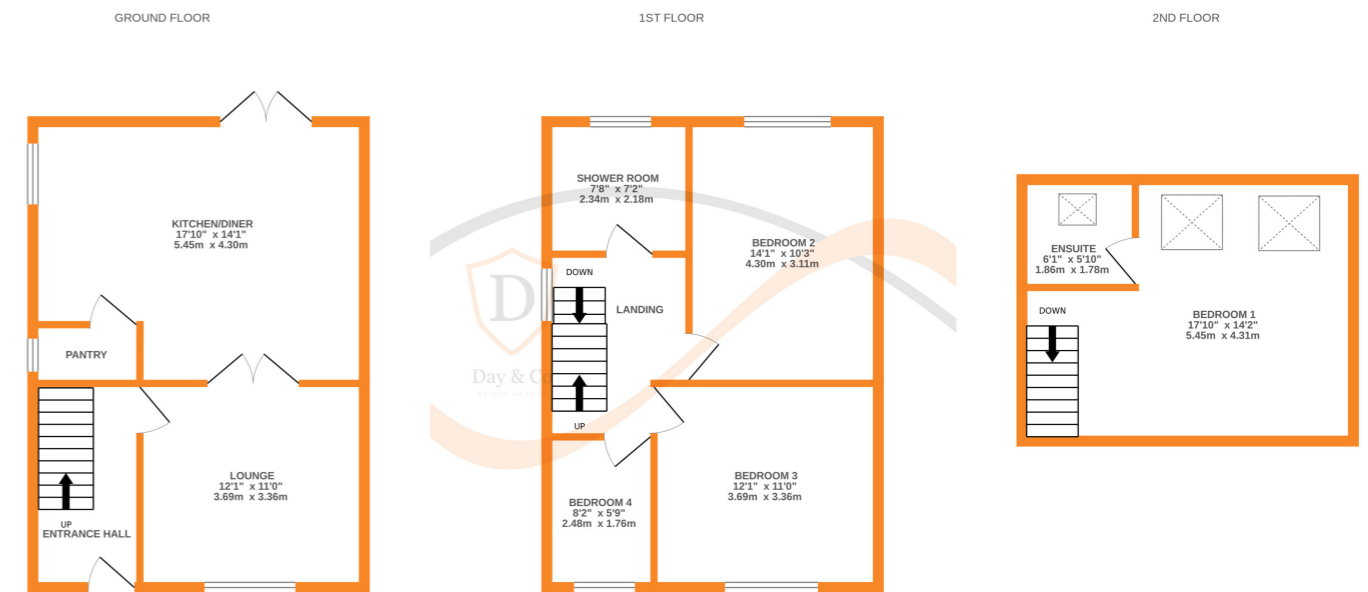 GROUND FLOOR
1ST FLOOR
2ND FLOOR
KITCHEN/DINER
17'10" x 14'1"
5.45m x 4.30m
PANTRY
LOUNGE
12'1" x 11'0"
3.69m x 3.36m
UP
ENTRANCE HALL
SHOWER ROOM
7'8" x 7'2"
2.34m x 2.18m
BEDROOM 2
14'1" x 10'3"
4.30m x 3.11m
DOWN
LANDING
D
Day & Co
UP
BEDROOM 3
12'1" x 11'0"
3.69m x 3.36m
BEDROOM 4
8'2" x 5'9"
2.48m x 1.76m
ENSUITE
6'1" x 5'10"
1.86m x 1.78m
DOWN
BEDROOM 1
17'10" x 14'2"
5.45m x 4.31m